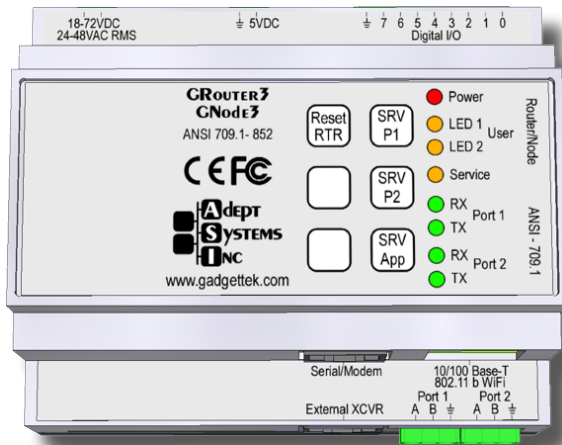 18-72VDC
24-48VAC RMS
5VDC
7 6 5 4 3 2 1 0
Digital I/O
GROUTER3
GNODE3
ANSI 709.1- 852
CE FC
ADEPT
SYSTEMS
INC
www.gadgettek.com
Reset
RTR
SRV
P1
SRV
P2
SRV
App
Power
LED 1
LED 2
User
Service
RX
TX
Port 1
RX
TX
Port 2
Router/Node
ANSI - 709.1
Serial/Modem
10/100 Base-T
802.11 b WiFi
External XCVR
Port 1
Port 2
A B
A B